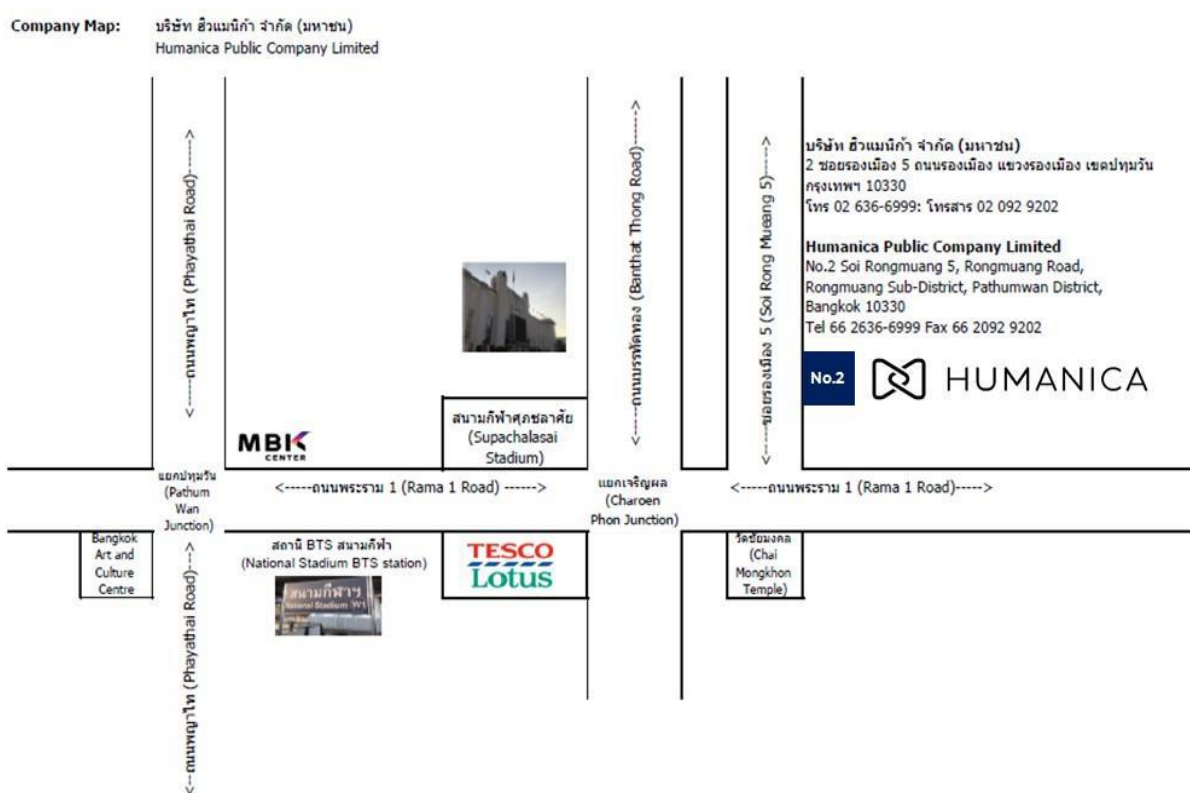 Company Map:
บริษัท ฮิวแมนิก้า จำกัด (มหาชน)
Humanica Public Company Limited
<-----ถนนพญาไท (Phayathai Road)----->
<-----ถนนบรรทัดทอง (Banthat Thong Road)----->
<-----ซอยรองเมือง 5 (Soi Rong Mueang 5)----->
บริษัท ฮิวแมนิก้า จำกัด (มหาชน)
2 ซอยรองเมือง 5 ถนนรองเมือง แขวงรองเมือง เขตปทุมวัน
กรุงเทพฯ 10330
โทร 02 636-6999: โทรสาร 02 092 9202
Humanica Public Company Limited
No.2 Soi Rongmuang 5, Rongmuang Road,
Rongmuang Sub-District, Pathumwan District,
Bangkok 10330
Tel 66 2636-6999 Fax 66 2092 9202
No.2
HUMANICA
MBK
CENTER
สนามกีฬาศุภชลาศัย
(Supachalasai
Stadium)
แยกปทุมวัน
(Pathum
Wan
Junction)
<-----ถนนพระราม 1 (Rama 1 Road) ------>
แยกเจริญผล
(Charoen
Phon Junction)
<-----ถนนพระราม 1 (Rama 1 Road)----->
Bangkok
Art and
Culture
Centre
<---ถนนพญาไท (Phayathai Road)--->
สถานี BTS สนามกีฬา
(National Stadium BTS station)
สนามกีฬาฯ
National Stadium W1
TESCO
Lotus
วัดชัยมงคล
(Chai
Mongkhon
Temple)